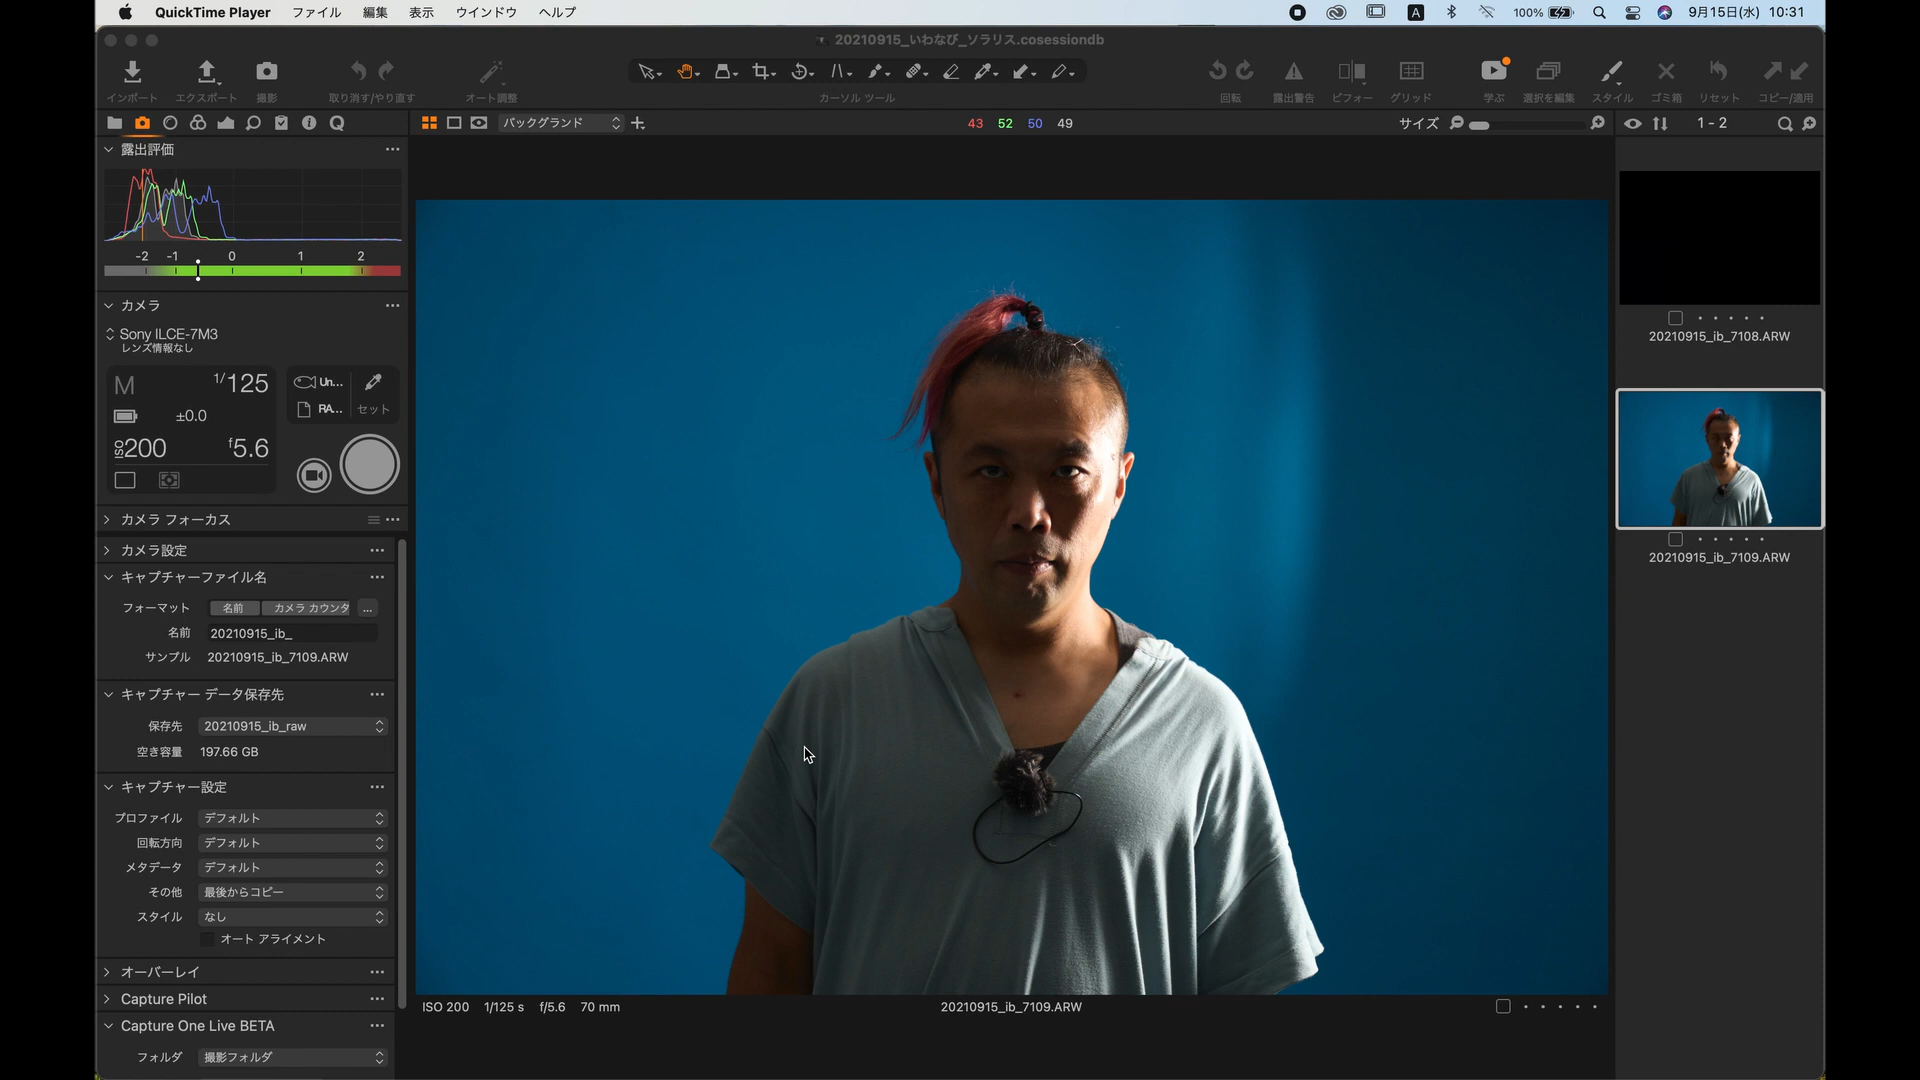 QuickTime Player ファイル 編集 表示 ウインドウ ヘルプ
A 100% 9月15日(水) 10:31
20210915_いわなび_ソラリス.cosessiondb
インポート エクスポート 撮影 取り消す/やり直す オート調整 カーソル ツール 回転 露出警告 ビフォー グリッド 学ぶ 選択を編集 スタイル ゴミ箱 リセット コピー/適用
バックグランド 43 52 50 49 サイズ 1 - 2
露出評価
-2 -1 0 1 2
カメラ
Sony ILCE-7M3
レンズ情報なし
M 1/125 Un...
±0.0 RA... セット
ISO200 f5.6
カメラ フォーカス
カメラ設定
キャプチャーファイル名
フォーマット 名前 カメラ カウンタ ...
名前 20210915_ib_
サンプル 20210915_ib_7109.ARW
キャプチャー データ保存先
保存先 20210915_ib_raw
空き容量 197.66 GB
キャプチャー設定
プロファイル デフォルト
回転方向 デフォルト
メタデータ デフォルト
その他 最後からコピー
スタイル なし
オート アライメント
オーバーレイ
Capture Pilot
Capture One Live BETA
フォルダ 撮影フォルダ
ISO 200 1/125 s f/5.6 70 mm 20210915_ib_7109.ARW
20210915_ib_7108.ARW
20210915_ib_7109.ARW